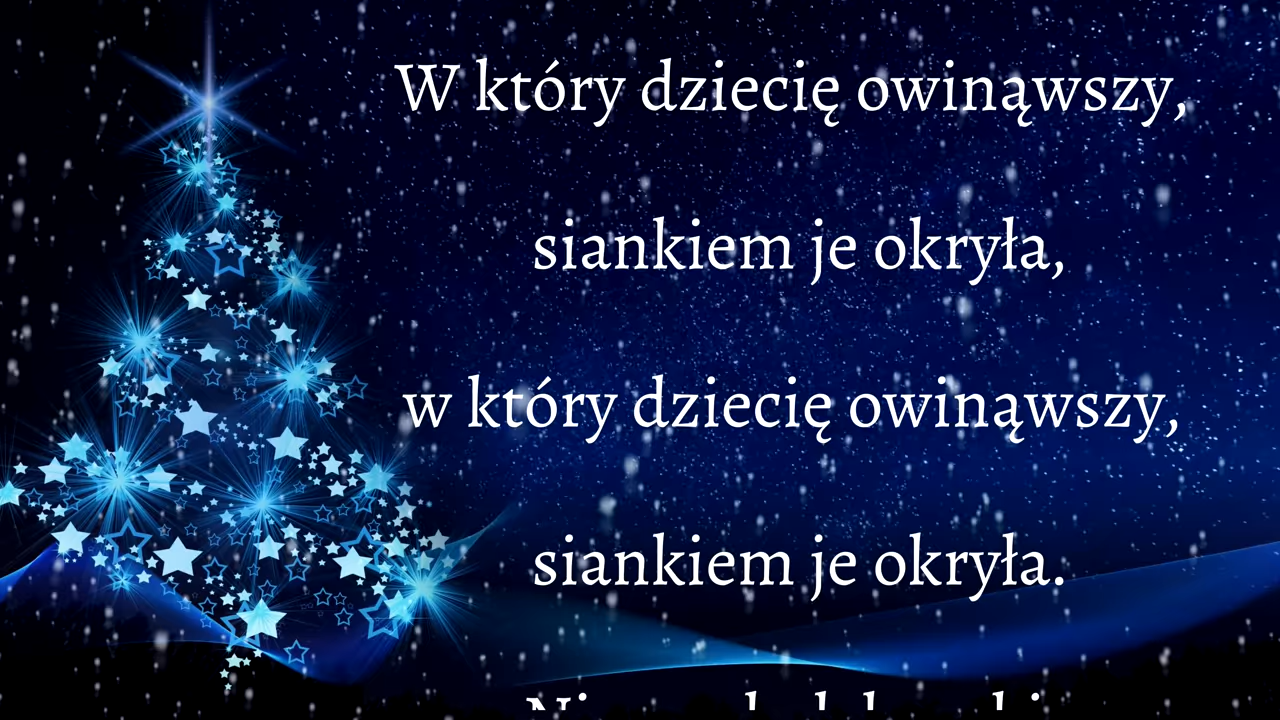 W który dziecię owinąwszy,
siankiem je okryła,
w który dziecię owinąwszy,
siankiem je okryła.